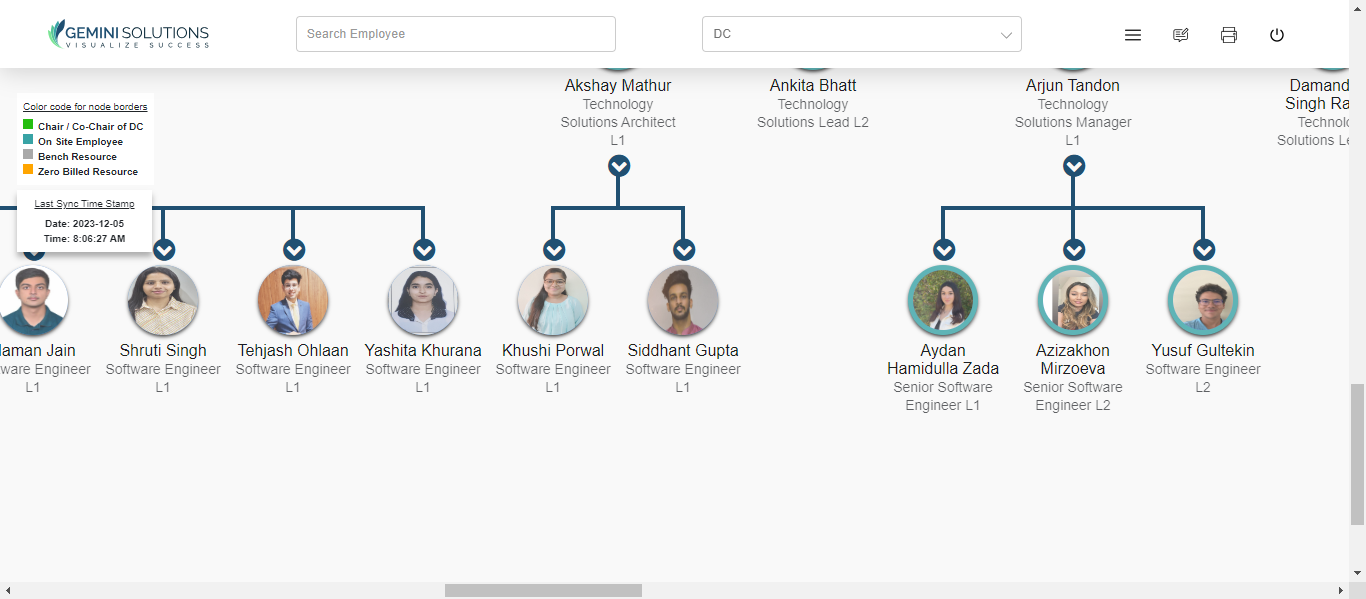 GEMINI SOLUTIONS
VISUALIZE SUCCESS
Search Employee
DC
Color code for node borders
Chair / Co-Chair of DC
On Site Employee
Bench Resource
Zero Billed Resource
Last Sync Time Stamp
Date: 2023-12-05
Time: 8:06:27 AM
Akshay Mathur
Technology
Solutions Architect
L1
Ankita Bhatt
Technology
Solutions Lead L2
Arjun Tandon
Technology
Solutions Manager
L1
Damand
Singh Ra
Technolo
Solutions Le
aman Jain
ware Engineer
L1
Shruti Singh
Software Engineer
L1
Tehjash Ohlaan
Software Engineer
L1
Yashita Khurana
Software Engineer
L1
Khushi Porwal
Software Engineer
L1
Siddhant Gupta
Software Engineer
L1
Aydan
Hamidulla Zada
Senior Software
Engineer L1
Azizakhon
Mirzoeva
Senior Software
Engineer L2
Yusuf Gultekin
Software Engineer
L2